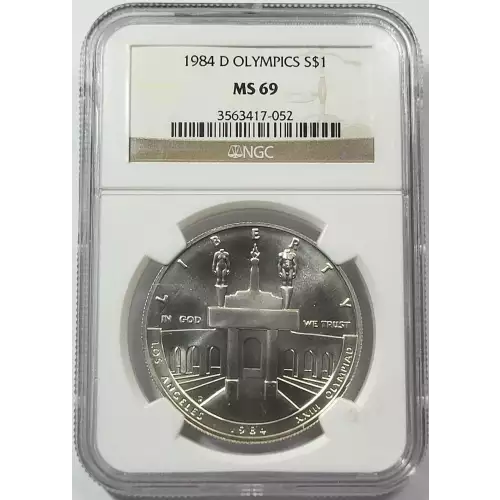 1984 D OLYMPICS S$1
MS 69
3563417-052
NGC
LIBERTY
IN GOD WE TRUST
LOS ANGELES XXIII OLYMPIAD
D
1984